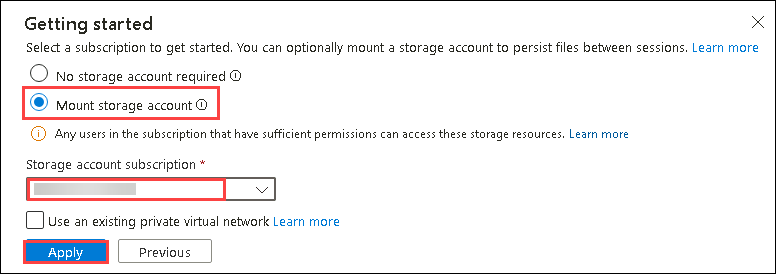 Getting started
Select a subscription to get started. You can optionally mount a storage account to persist files between sessions. Learn more
No storage account required
Mount storage account
Any users in the subscription that have sufficient permissions can access these storage resources. Learn more
Storage account subscription *
Use an existing private virtual network Learn more
Apply Previous